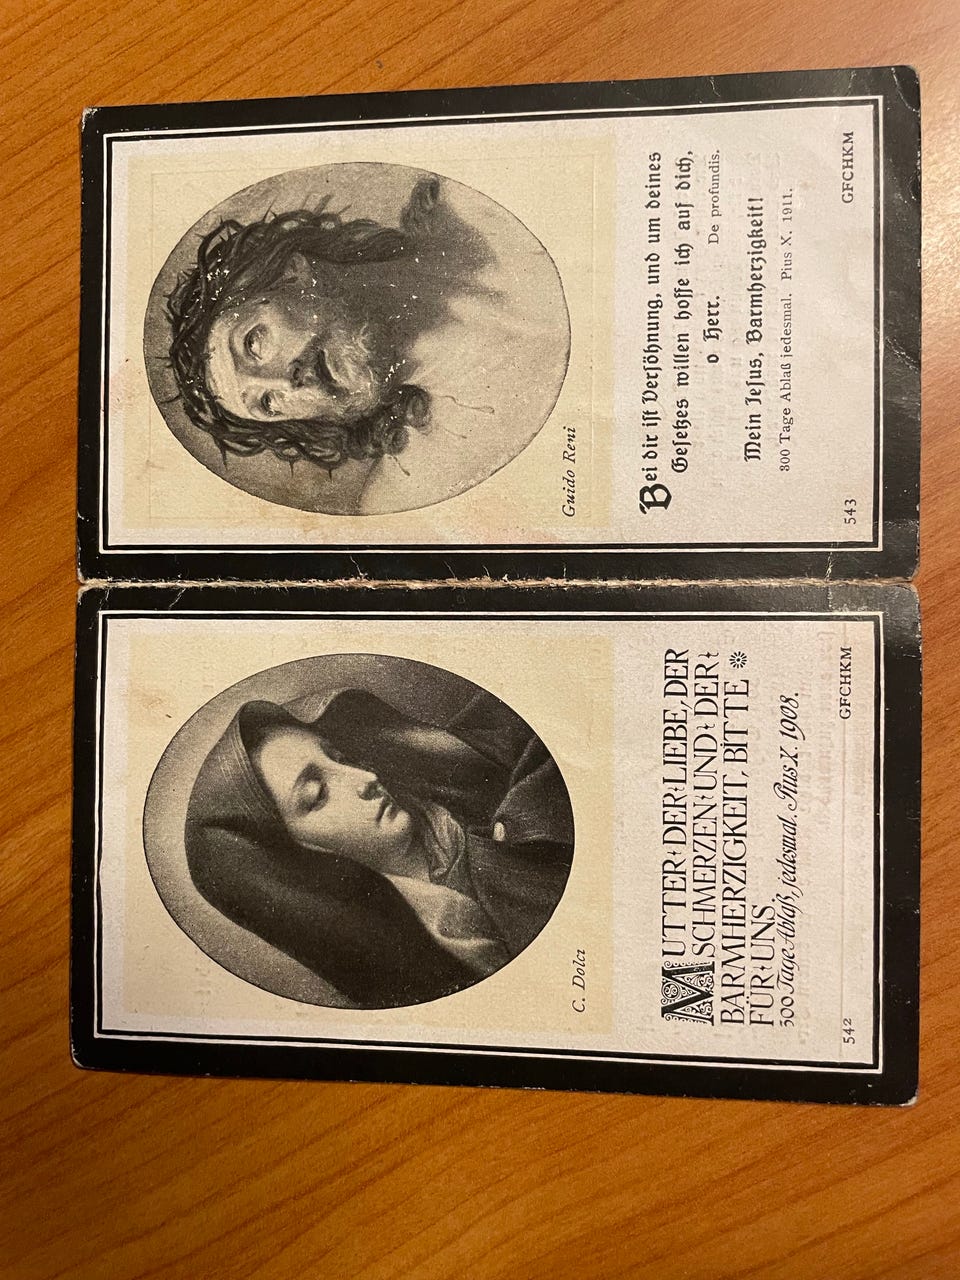 C. Dolci
MUTTER DER LIEBE, DER
SCHMERZEN UND DER
BARMHERZIGKEIT, BITTE
FÜR UNS
300 Tage Ablaß, jedesmal. Pius X. 1908.
542 GFCHKM
Guido Reni
Bei dir ist Versöhnung, und um deines
Gesetzes willen hoffe ich auf dich,
o Herr. De profundis.
Mein Jesus, Barmherzigkeit!
300 Tage Ablaß jedesmal. Pius X. 1911.
543 GFCHKM